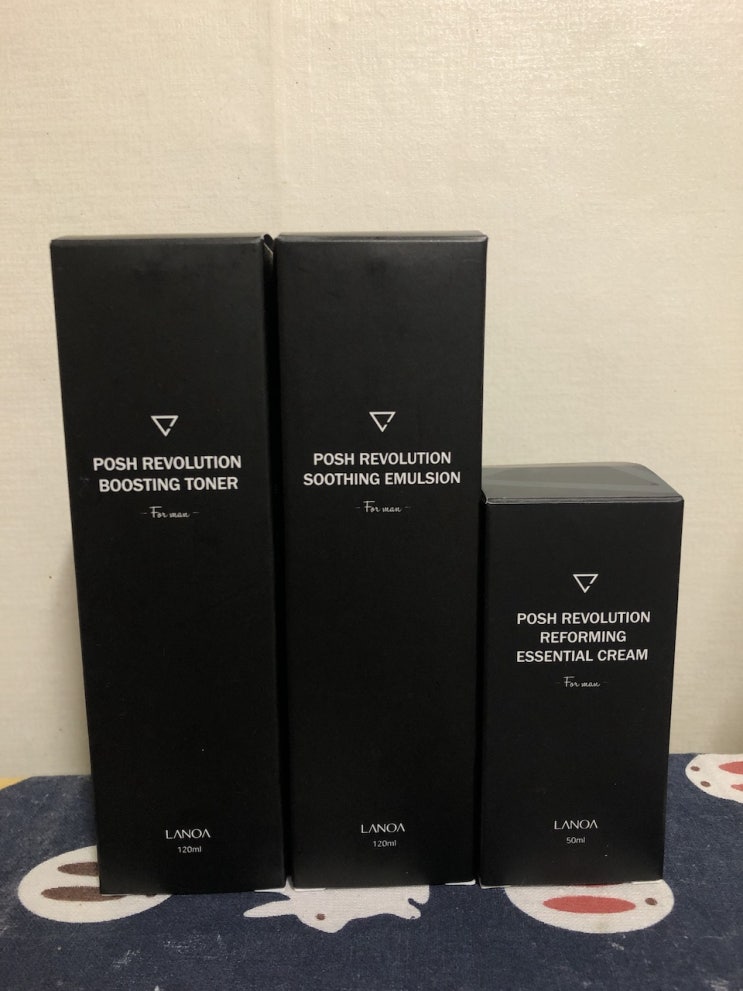 POSH REVOLUTION
BOOSTING TONER
For man
LANOA
120ml
POSH REVOLUTION
SOOTHING EMULSION
For man
LANOA
120ml
POSH REVOLUTION
REFORMING
ESSENTIAL CREAM
For man
LANOA
50ml